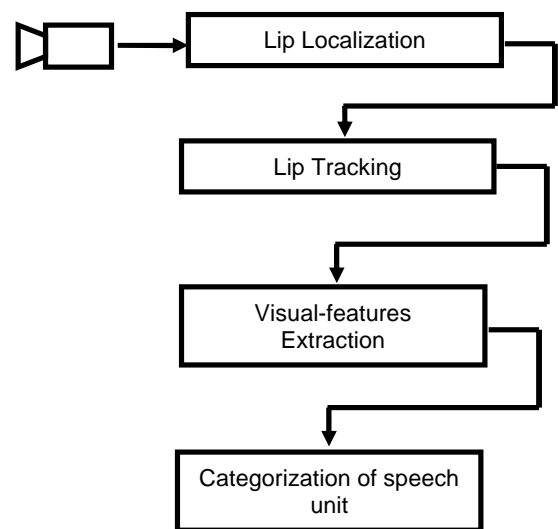 Lip Localization
Lip Tracking
Visual-features
Extraction
Categorization of speech
unit